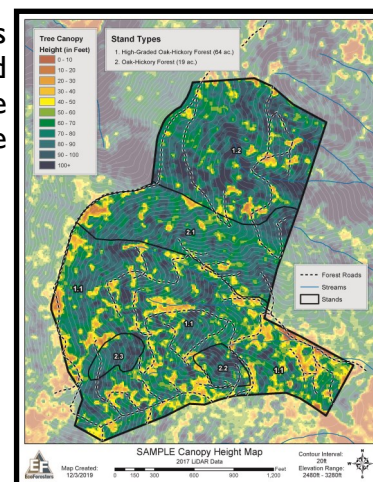 s
d
e
e
Tree Canopy
Height (in Feet)
0 - 10
10 - 20
20 - 30
30 - 40
40 - 50
50 - 60
60 - 70
70 - 80
80 - 90
90 - 100
100+
Stand Types
1. High-Graded Oak-Hickory Forest (64 ac.)
2. Oak-Hickory Forest (19 ac.)
1.2
2.1
1.1
1.1
2.3
2.2
1.1
Forest Roads
Streams
Stands
EF
EcoForesters
Map Created:
12/3/2019
SAMPLE Canopy Height Map
2017 LiDAR Data
0 150 300 600 900 1,200 Feet
Contour Interval:
20ft
Elevation Range:
2480ft - 3280ft